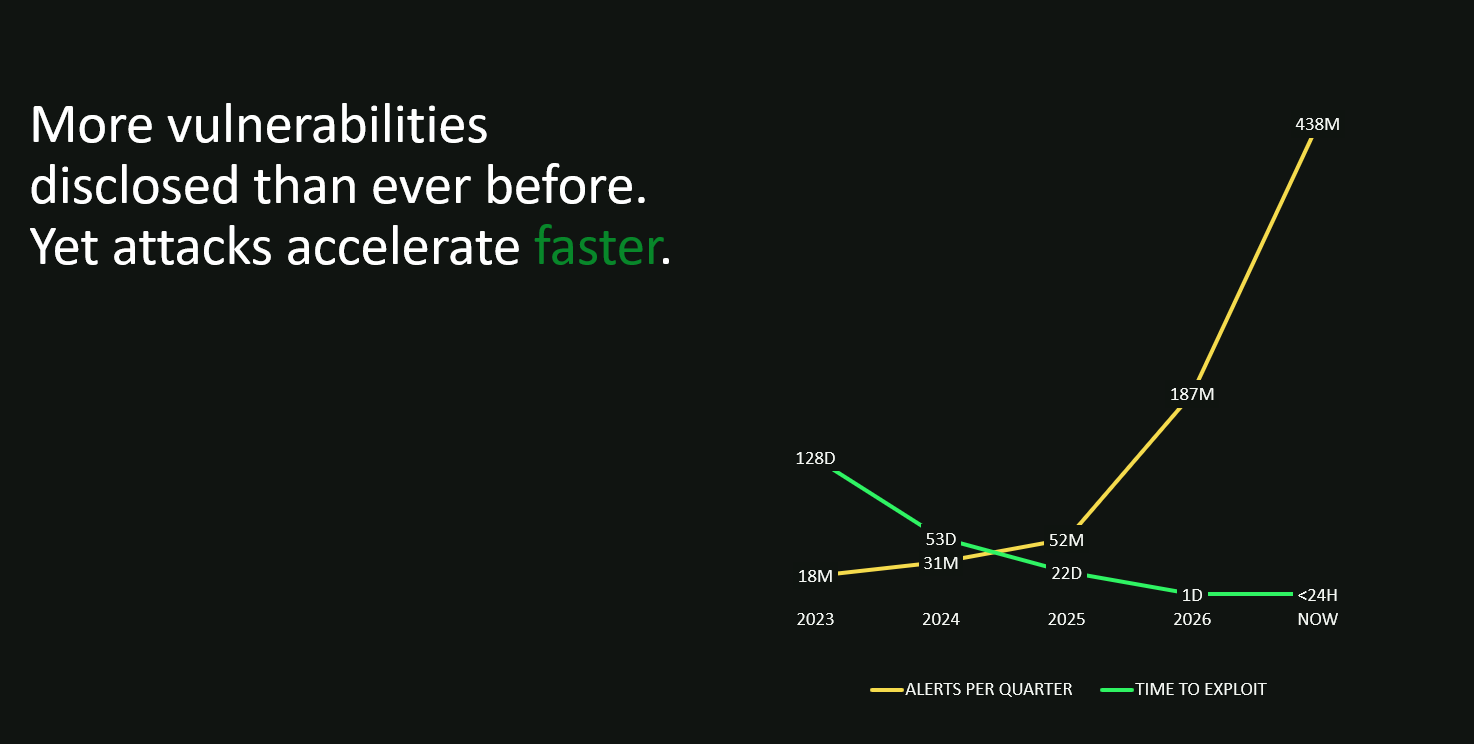 More vulnerabilities
disclosed than ever before.
Yet attacks accelerate faster.
438M
187M
128D
53D
52M
31M
22D
18M
1D
<24H
2023
2024
2025
2026
NOW
ALERTS PER QUARTER
TIME TO EXPLOIT